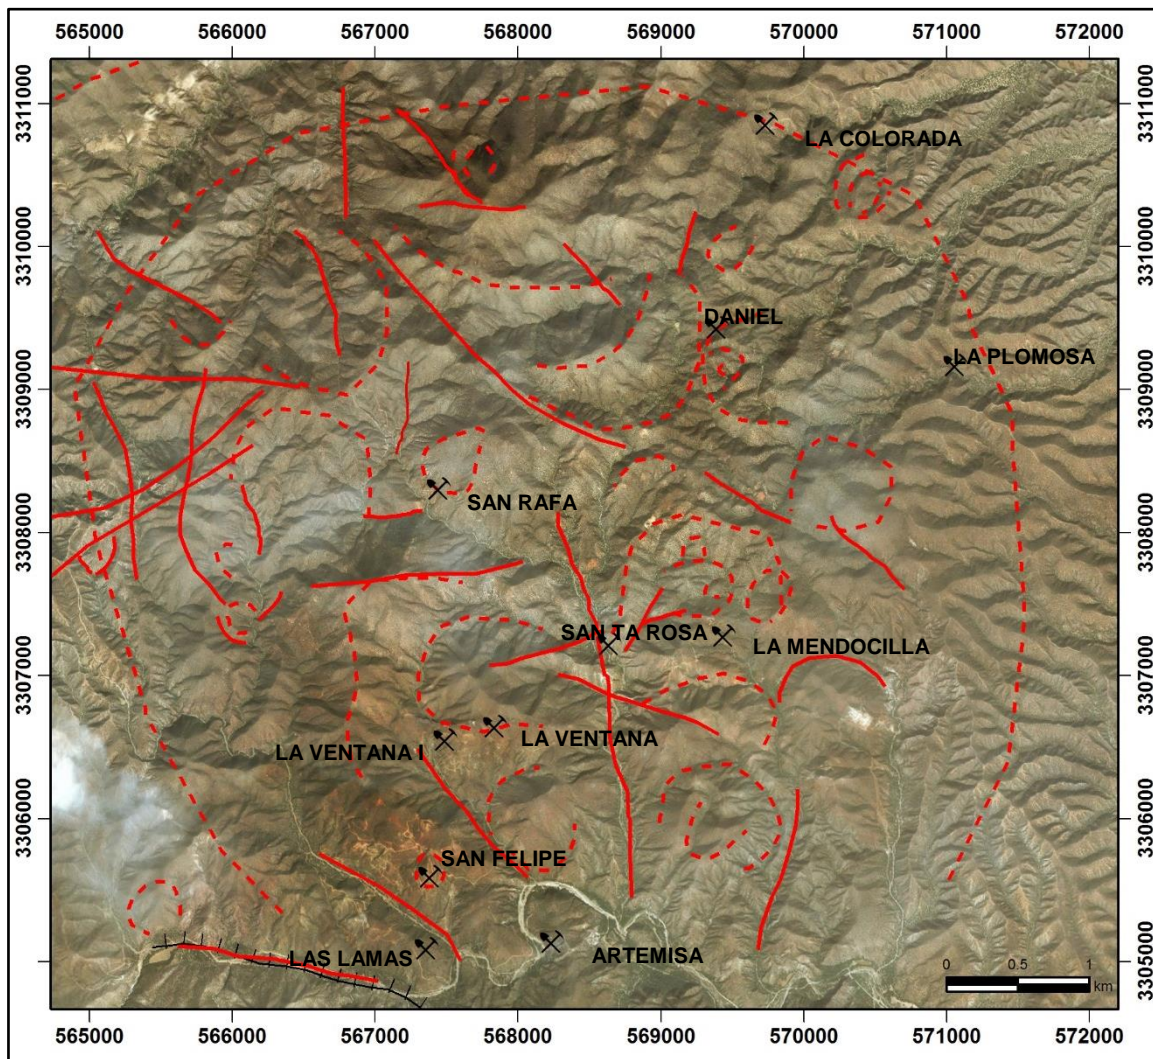 565000 566000 567000 568000 569000 570000 571000 572000
3311000 3311000
LA COLORADA
3310000 3310000
DANIEL
LA PLOMOSA
3309000 3309000
SAN RAFA
3308000 3308000
SAN TA ROSA
LA MENDOCILLA
3307000 3307000
LA VENTANA
LA VENTANA I
3306000 3306000
SAN FELIPE
LAS LAMAS
ARTEMISA
3305000 3305000
0 0.5 1
km
565000 566000 567000 568000 569000 570000 571000 572000